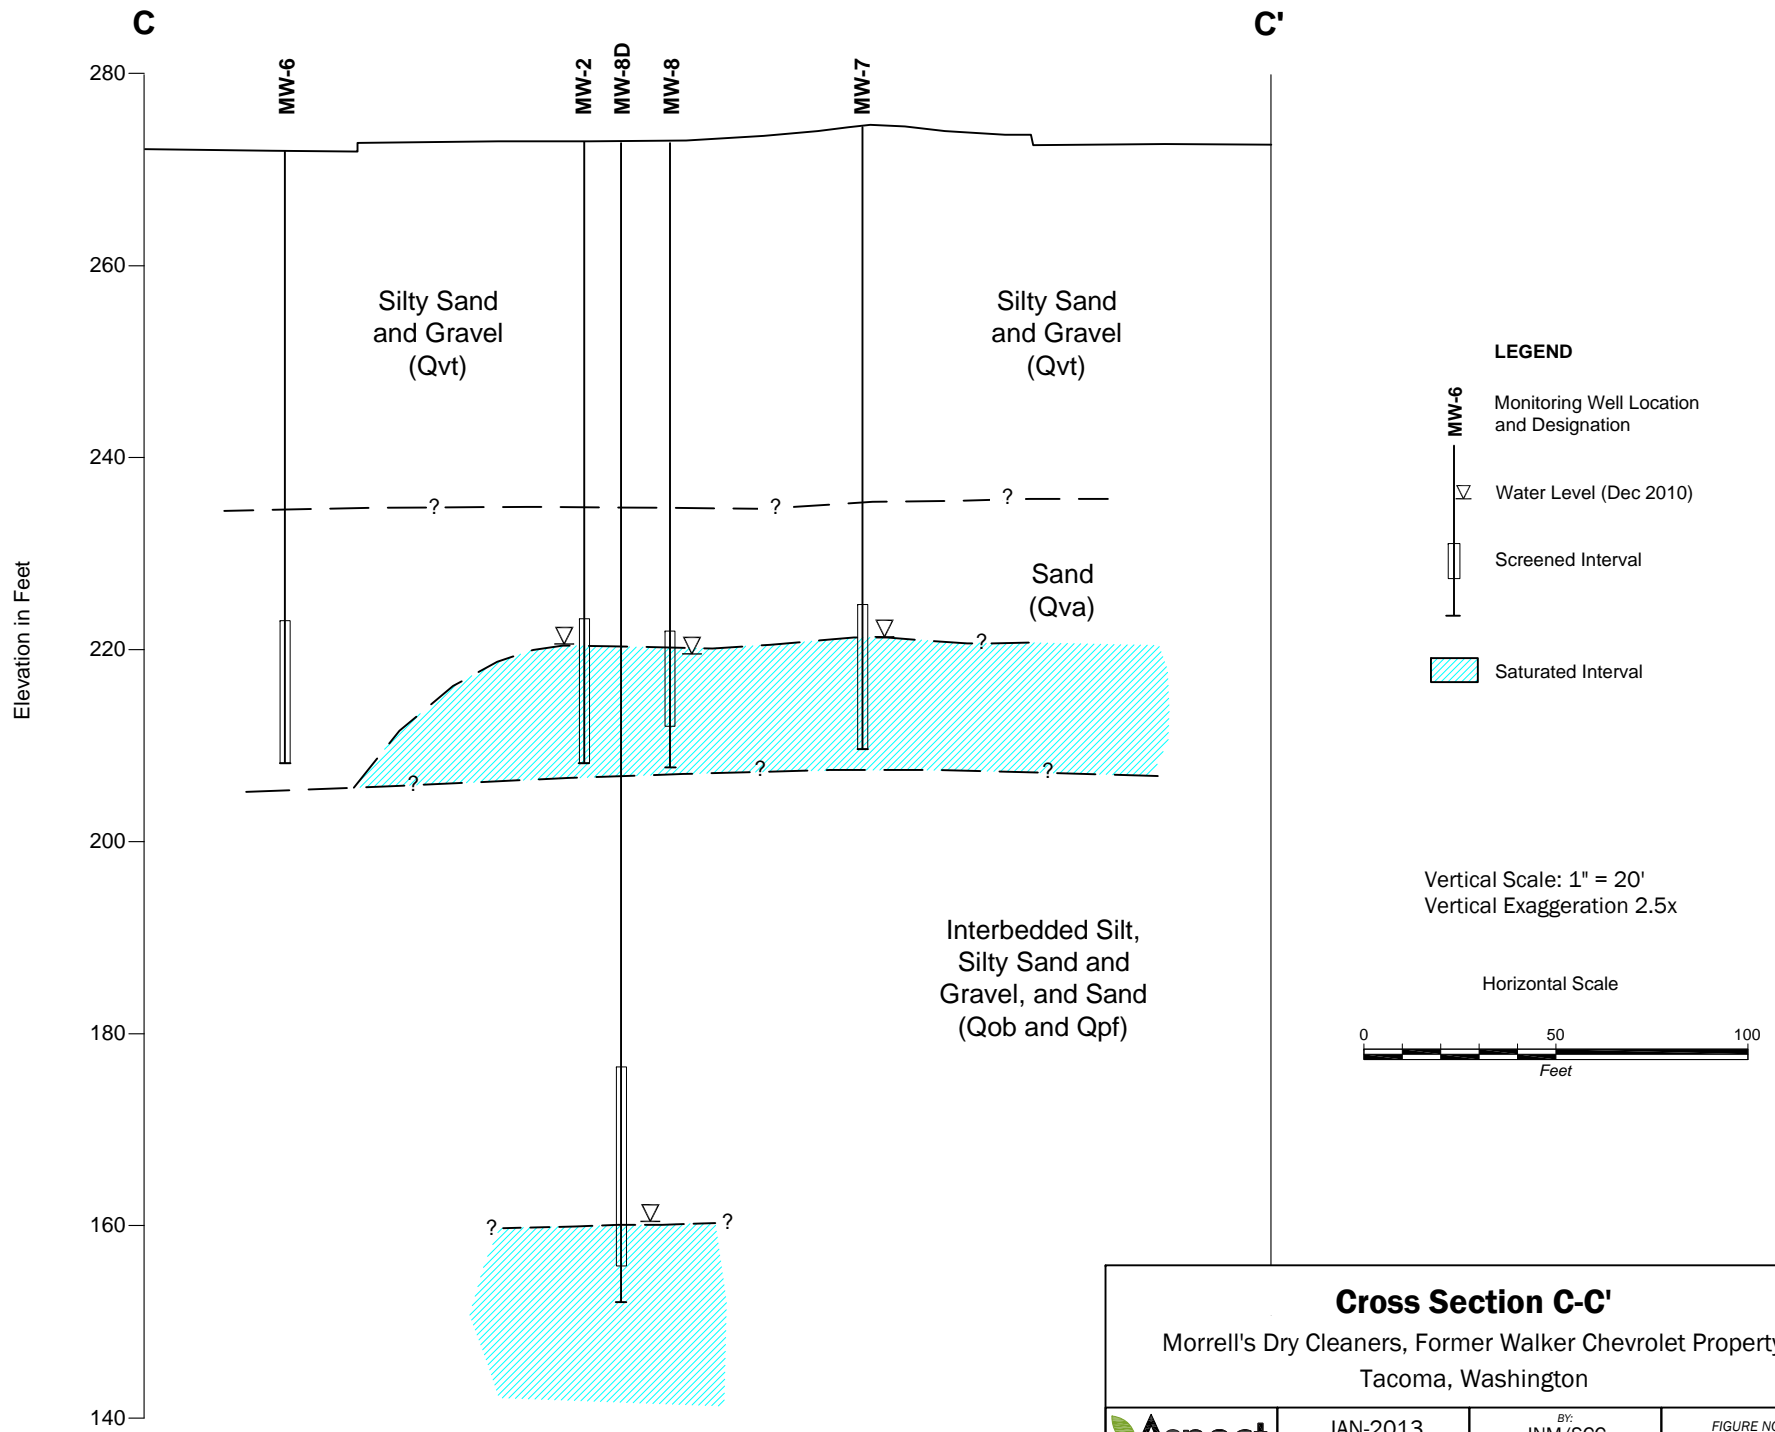 C
C'
MW-6
MW-2
MW-8D
MW-8
MW-7
280
260
240
220
200
180
160
140
Elevation in Feet
Silty Sand
and Gravel
(Qvt)
Silty Sand
and Gravel
(Qvt)
?
?
?
Sand
(Qva)
?
?
?
?
Interbedded Silt,
Silty Sand and
Gravel, and Sand
(Qob and Qpf)
?
?
LEGEND
MW-6
Monitoring Well Location
and Designation
Water Level (Dec 2010)
Screened Interval
Saturated Interval
Vertical Scale: 1" = 20'
Vertical Exaggeration 2.5x
Horizontal Scale
0 50 100
Feet
Cross Section C-C'
Morrell's Dry Cleaners, Former Walker Chevrolet Property
Tacoma, Washington
Aspect
JAN-2013
BY:
FIGURE NO